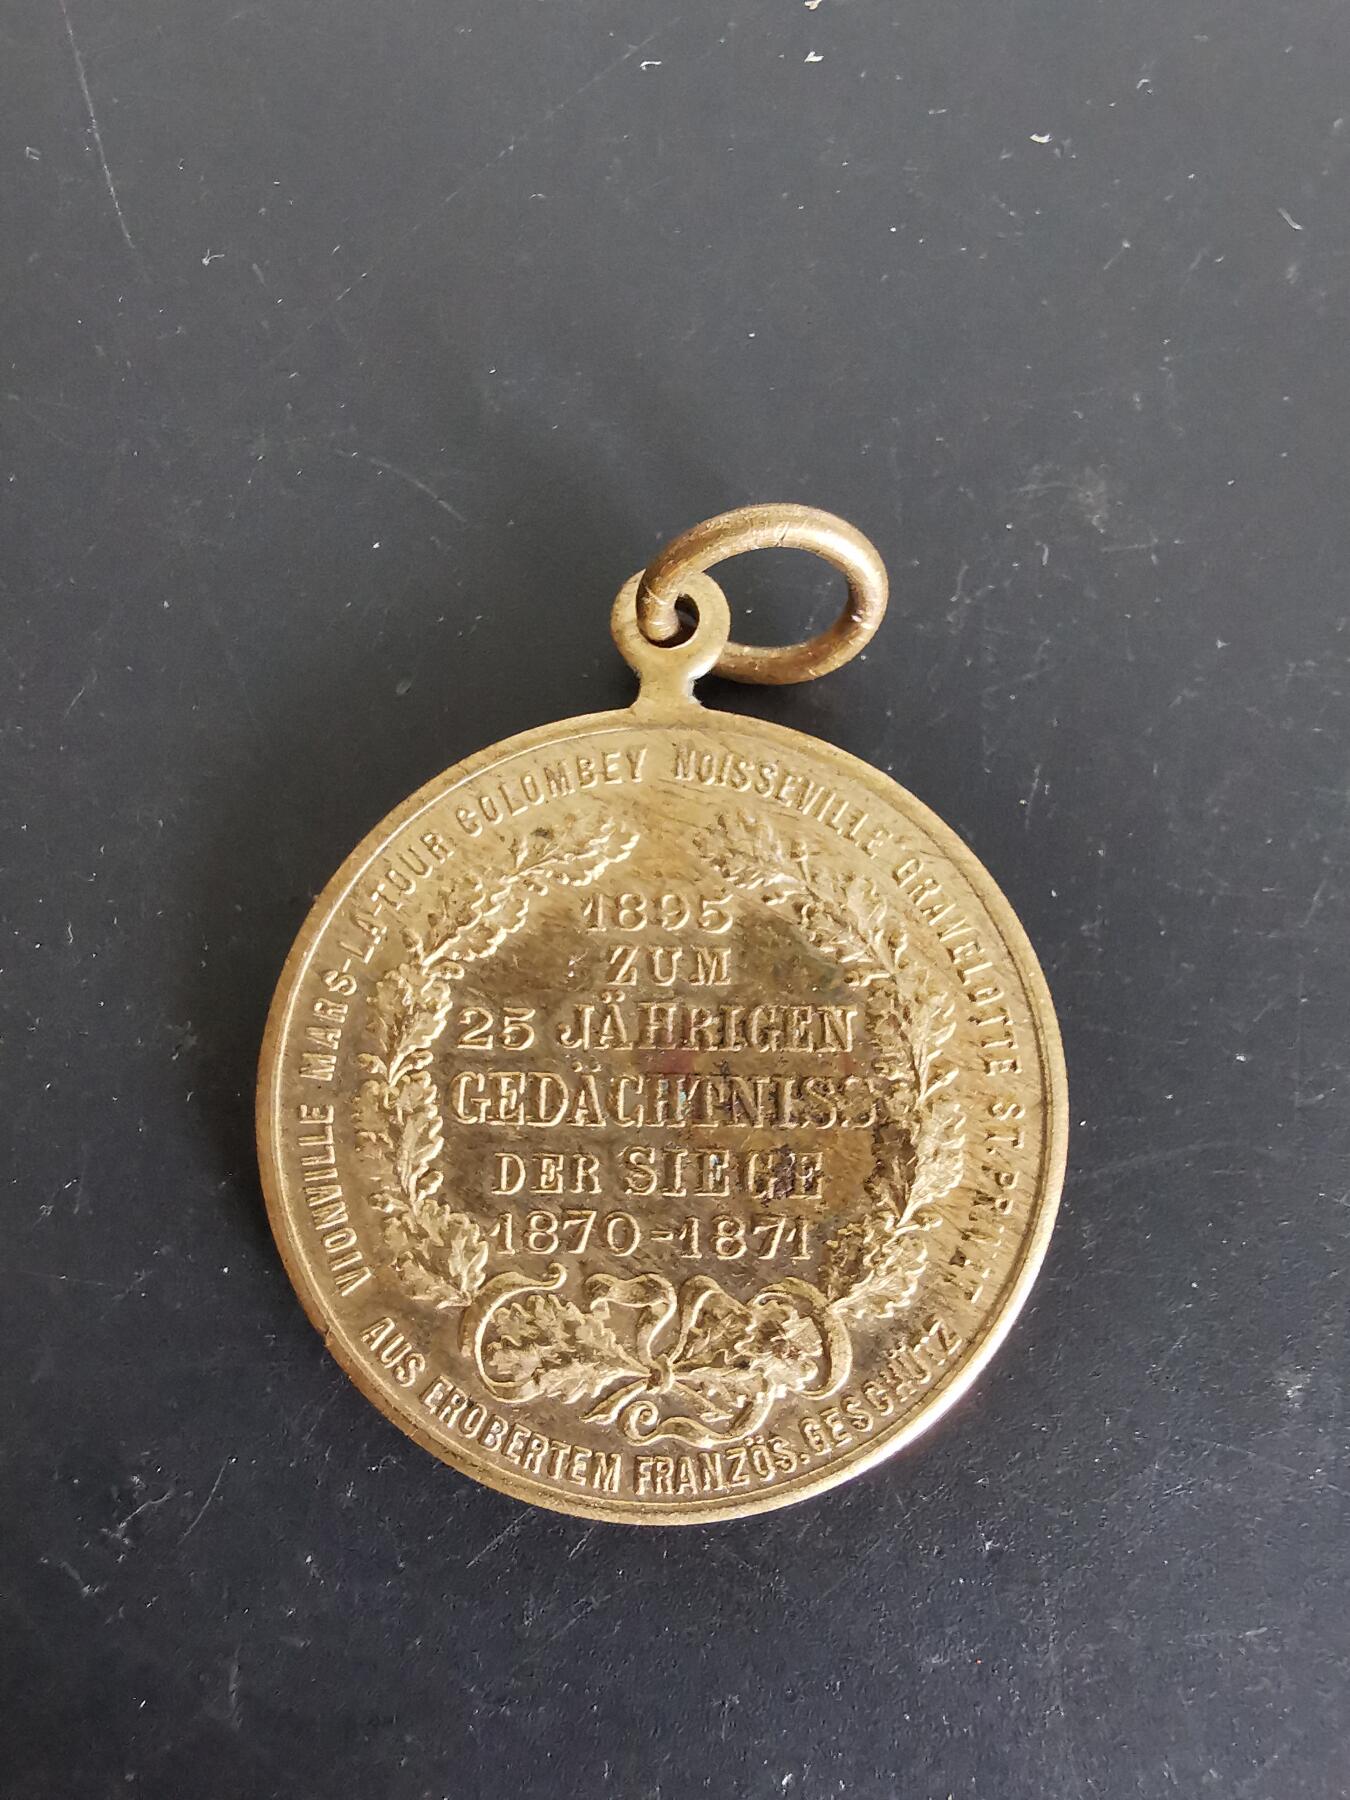 VIONVILLE MARS-LA-TOUR COLOMBEY NOISSEVILLE GRAVELOTTE ST.PRIVAT
1895
ZUM
25 JÄHRIGEN
GEDÄCHTNISS
DER SIEGE
1870-1871
AUS EROBERTEM FRANZÖS. GESCHÜTZ